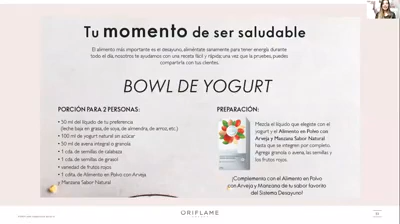 Tu momento de ser saludable
El alimento más importante es el desayuno, aliméntate sanamente para tener energía durante
todo el día, nosotros te ayudamos con una receta fácil y rápida; una vez que la pruebes, puedes
compartirla con tus clientes.
BOWL DE YOGURT
PORCIÓN PARA 2 PERSONAS:
• 50 ml del líquido de tu preferencia
(leche baja en grasa, de soya, de almendra, de arroz, etc.)
• 100 ml de yogurt natural sin azúcar
• 50 ml de avena integral o granola
• 1 cda. de semillas de calabaza
• 1 cda. de semillas de girasol
• variedad de frutos rojos
• 1 cdita. de Alimento en Polvo con Arveja
y Manzana Sabor Natural
PREPARACIÓN:
Mezcla el líquido que elegiste con el
yogurt y el Alimento en Polvo con
Arveja y Manzana Sabor Natural
hasta que se integren por completo.
Agrega granola o avena, las semillas y
los frutos rojos.
¡Complementa con el Alimento en Polvo
con Arveja y Manzana de tu sabor favorito
del Sistema Desayuno!
ORIFLAME